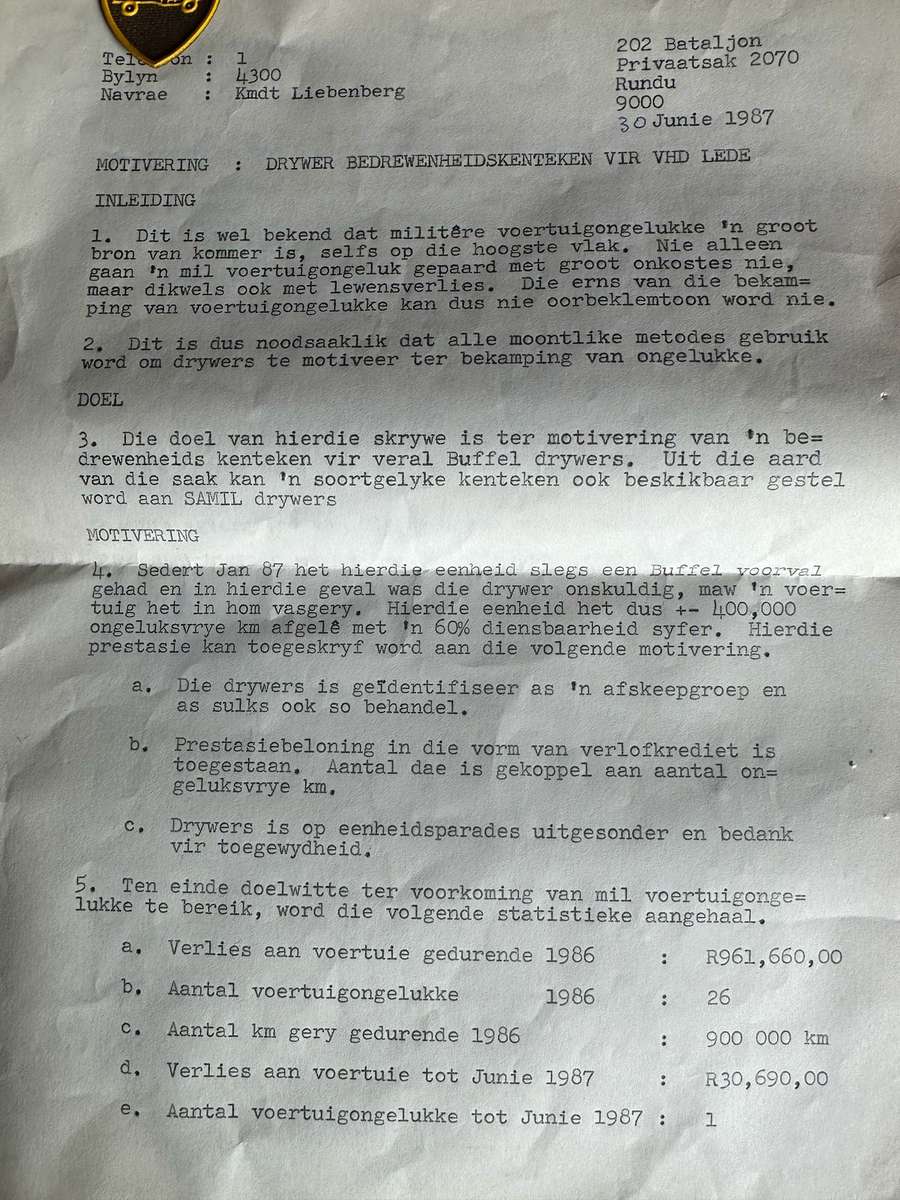 Telefoon : 1
Bylyn : 4300
Navrae : Kmdt Liebenberg
202 Bataljon
Privaatsak 2070
Rundu
9000
30 Junie 1987
MOTIVERING : DRYWER BEDREWENHEIDSKENTEKEN VIR VHD LEDE
INLEIDING
1. Dit is wel bekend dat militêre voertuigongelukke 'n groot
bron van kommer is, selfs op die hoogste vlak. Nie alleen
gaan 'n mil voertuigongeluk gepaard met groot onkostes nie,
maar dikwels ook met lewensverlies. Die erns van die bekam=
ping van voertuigongelukke kan dus nie oorbeklemtoon word nie.
2. Dit is dus noodsaaklik dat alle moontlike metodes gebruik
word om drywers te motiveer ter bekamping van ongelukke.
DOEL
3. Die doel van hierdie skrywe is ter motivering van 'n be=
drewenheids kenteken vir veral Buffel drywers. Uit die aard
van die saak kan 'n soortgelyke kenteken ook beskikbaar gestel
word aan SAMIL drywers
MOTIVERING
4. Sedert Jan 87 het hierdie eenheid slegs een Buffel voorval
gehad en in hierdie geval was die drywer onskuldig, maw 'n voer=
tuig het in hom vasgery. Hierdie eenheid het dus +- 400,000
ongeluksvrye km afgelê met 'n 60% diensbaarheid syfer. Hierdie
prestasie kan toegeskryf word aan die volgende motivering.
a. Die drywers is geïdentifiseer as 'n afskeepgroep en
as sulks ook so behandel.
b. Prestasiebeloning in die vorm van verlofkrediet is
toegestaan. Aantal dae is gekoppel aan aantal on=
geluksvrye km.
c. Drywers is op eenheidsparades uitgesonder en bedank
vir toegewydheid.
5. Ten einde doelwitte ter voorkoming van mil voertuigonge=
lukke te bereik, word die volgende statistieke aangehaal.
a. Verlies aan voertuie gedurende 1986 : R961,660,00
b. Aantal voertuigongelukke 1986 : 26
c. Aantal km gery gedurende 1986 : 900 000 km
d. Verlies aan voertuie tot Junie 1987 : R30,690,00
e. Aantal voertuigongelukke tot Junie 1987 : 1